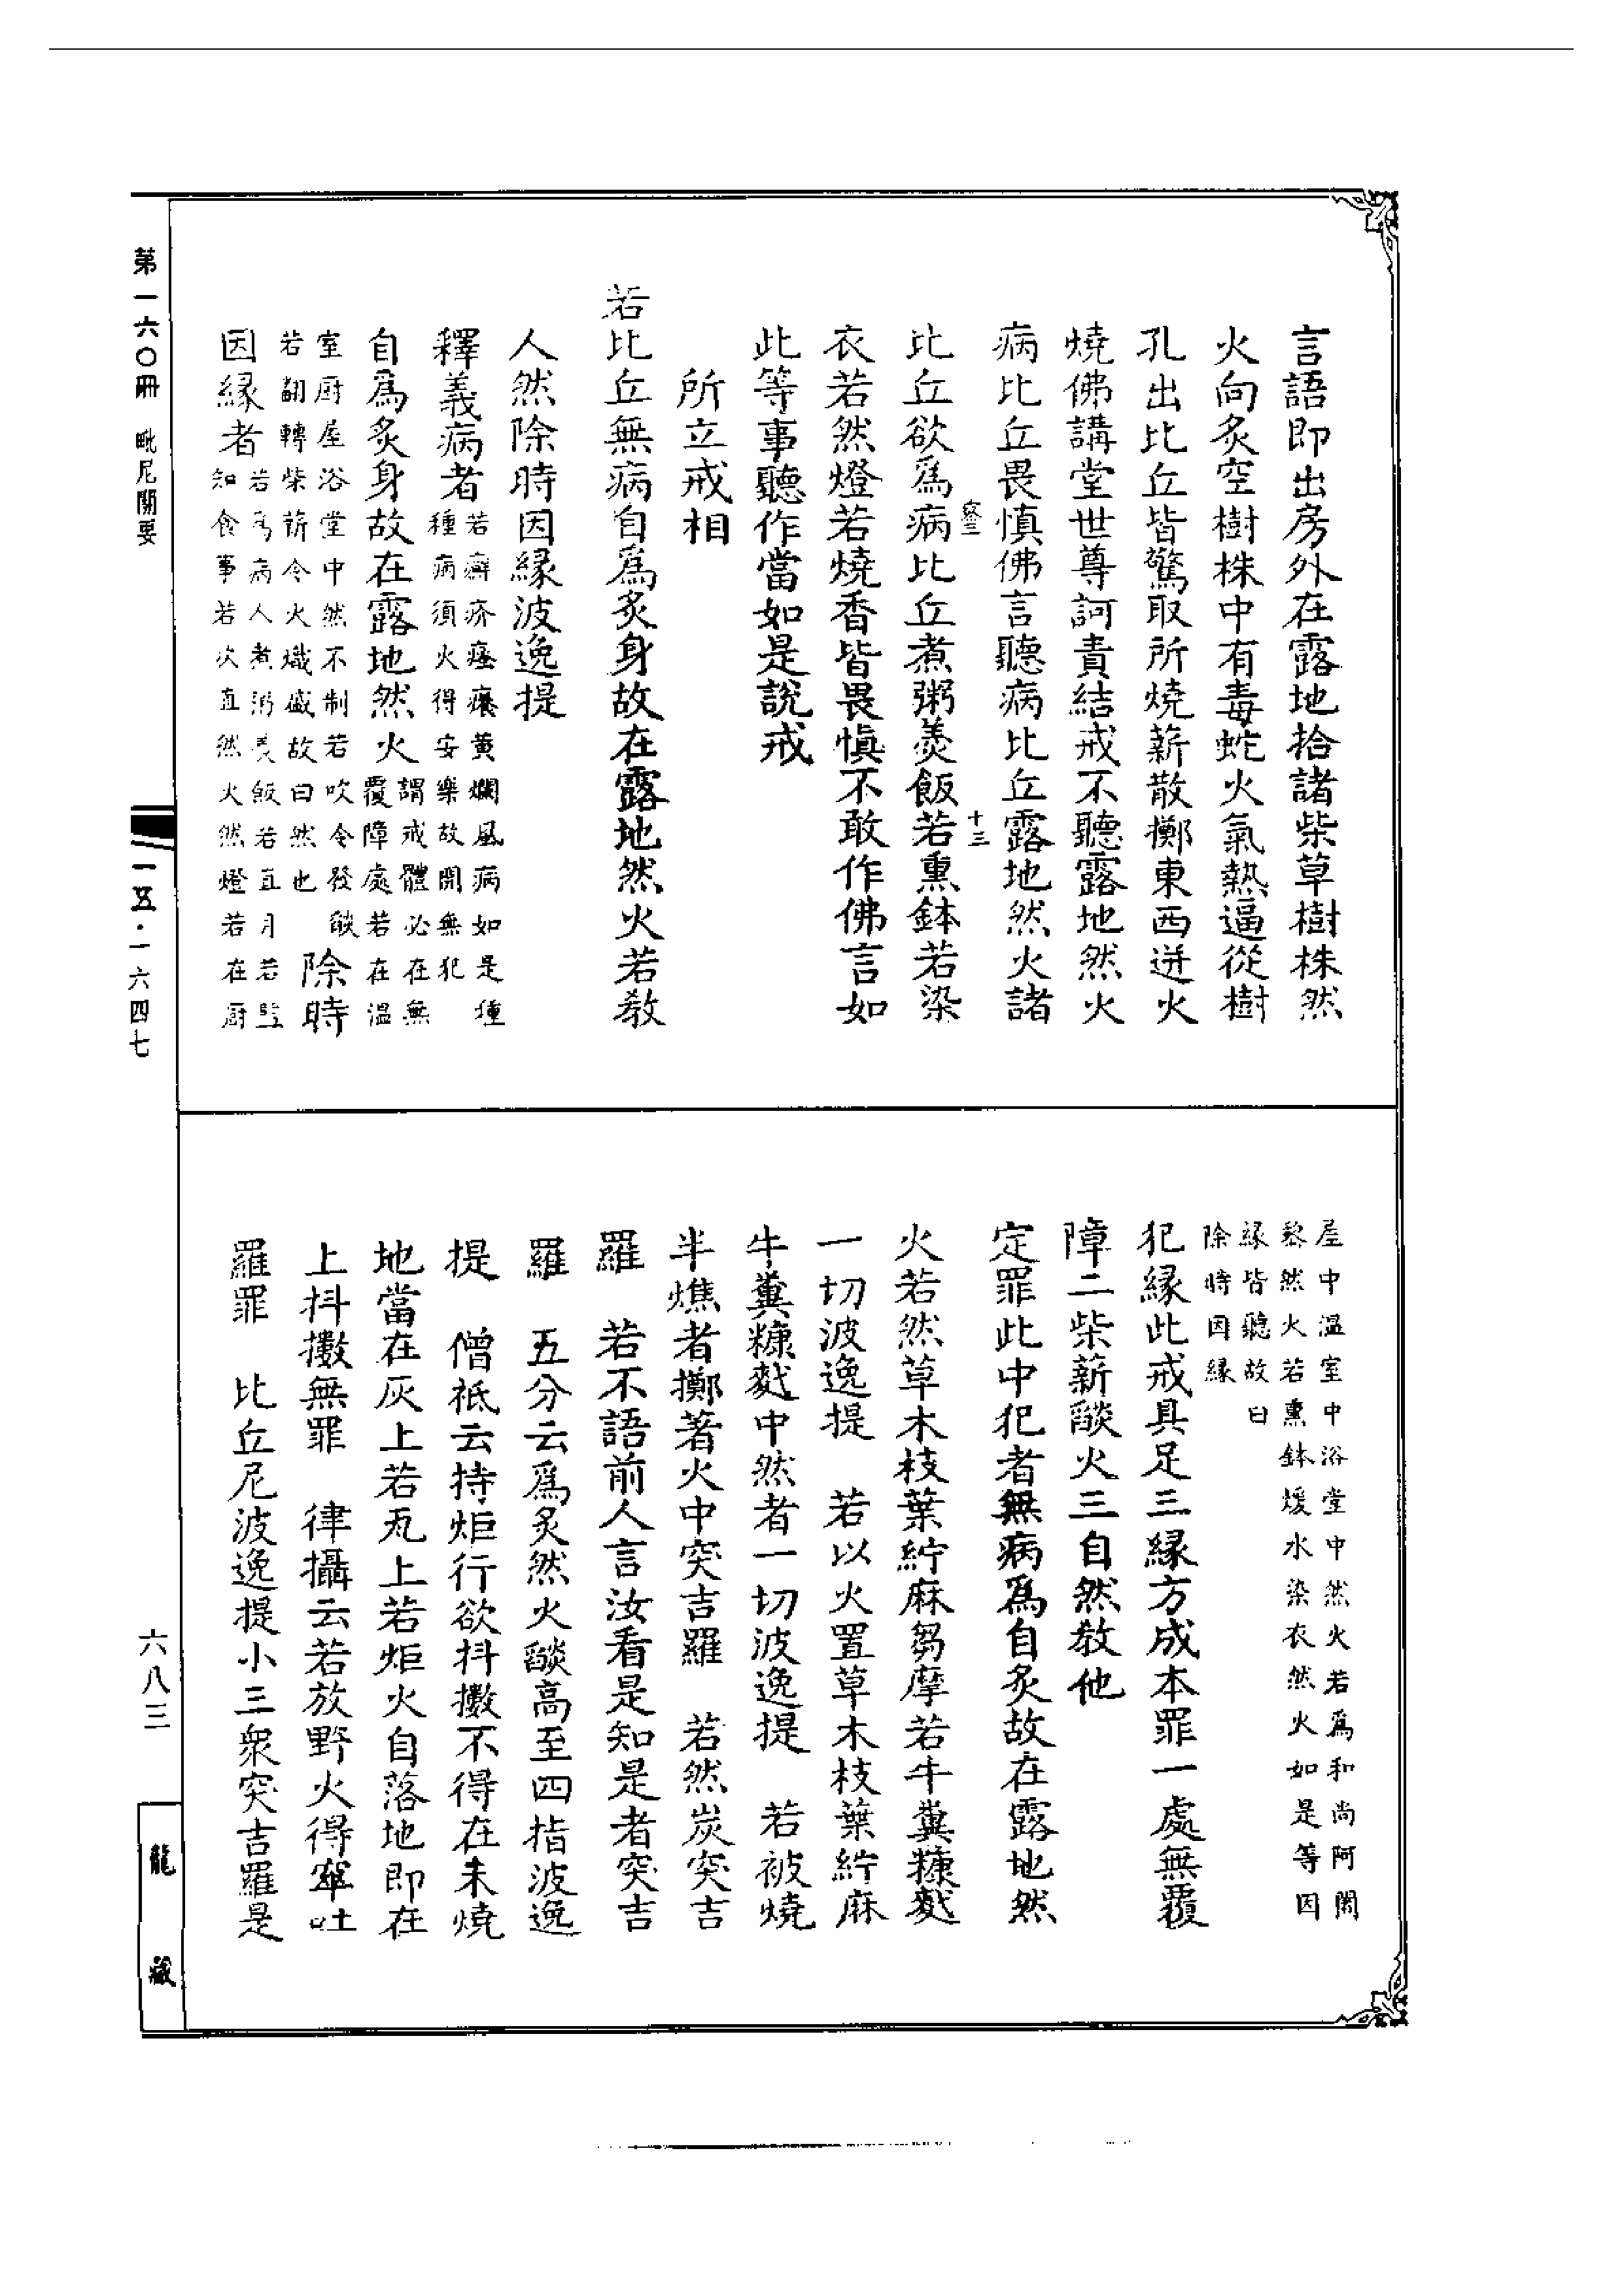 言語即出房外在露地拾諸柴草樹株然
火向炙空樹株中有毒蛇火氣熱逼從樹
孔出比丘皆驚取所燒薪散擲東西迸火
燒佛講堂世尊訶責結戒不聽露地然火
病比丘畏慎佛言聽病比丘露地然火諸
十三
比丘欲爲病比丘煮粥羹飯若熏鉢若染
衣若然燈若燒香皆畏慎不敢作佛言如
此等事聽作當如是說戒
所立戒相
若比丘無病自爲炙身故在露地然火若教
人然除時因緣波逸提
釋義病者
若癬疥瘙癢黃爛風病如是種
種病須火得安樂故開無犯
自爲炙身故在露地然火
謂戒體必在無
覆障處若在溫
室厨屋浴堂中然不制若吹令發燄
若翻轉柴薪令火熾盛故曰然也
除時
因緣者
若爲病人煮粥羹飯若直月若監
知食事若次直然火然燈若在厨
屋中溫室中浴堂中然火若爲和尚阿闍
黎然火若熏鉢煖水染衣然火如是等因
緣皆聽故曰
除時因緣
犯緣此戒具足三緣方成本罪一處無覆
障二柴薪燄火三自然教他
定罪此中犯者無病爲自炙故在露地然
火若然草木枝葉紵麻芻摩若牛糞糠麧
一切波逸提　若以火置草木枝葉紵麻
牛糞糠麧中然者一切波逸提　若被燒
半燋者擲著火中突吉羅　若然炭突吉
羅　若不語前人言汝看是知是者突吉
羅　五分云爲炙然火燄高至四指波逸
提　僧祇云持炬行欲抖擻不得在未燒
地當在灰上若瓦上若炬火自落地即在
上抖擻無罪　律攝云若放野火得窣吐
羅罪　比丘尼波逸提小三衆突吉羅是
第一六〇冊　毗尼關要
一五·一六四七
六八三
龍藏